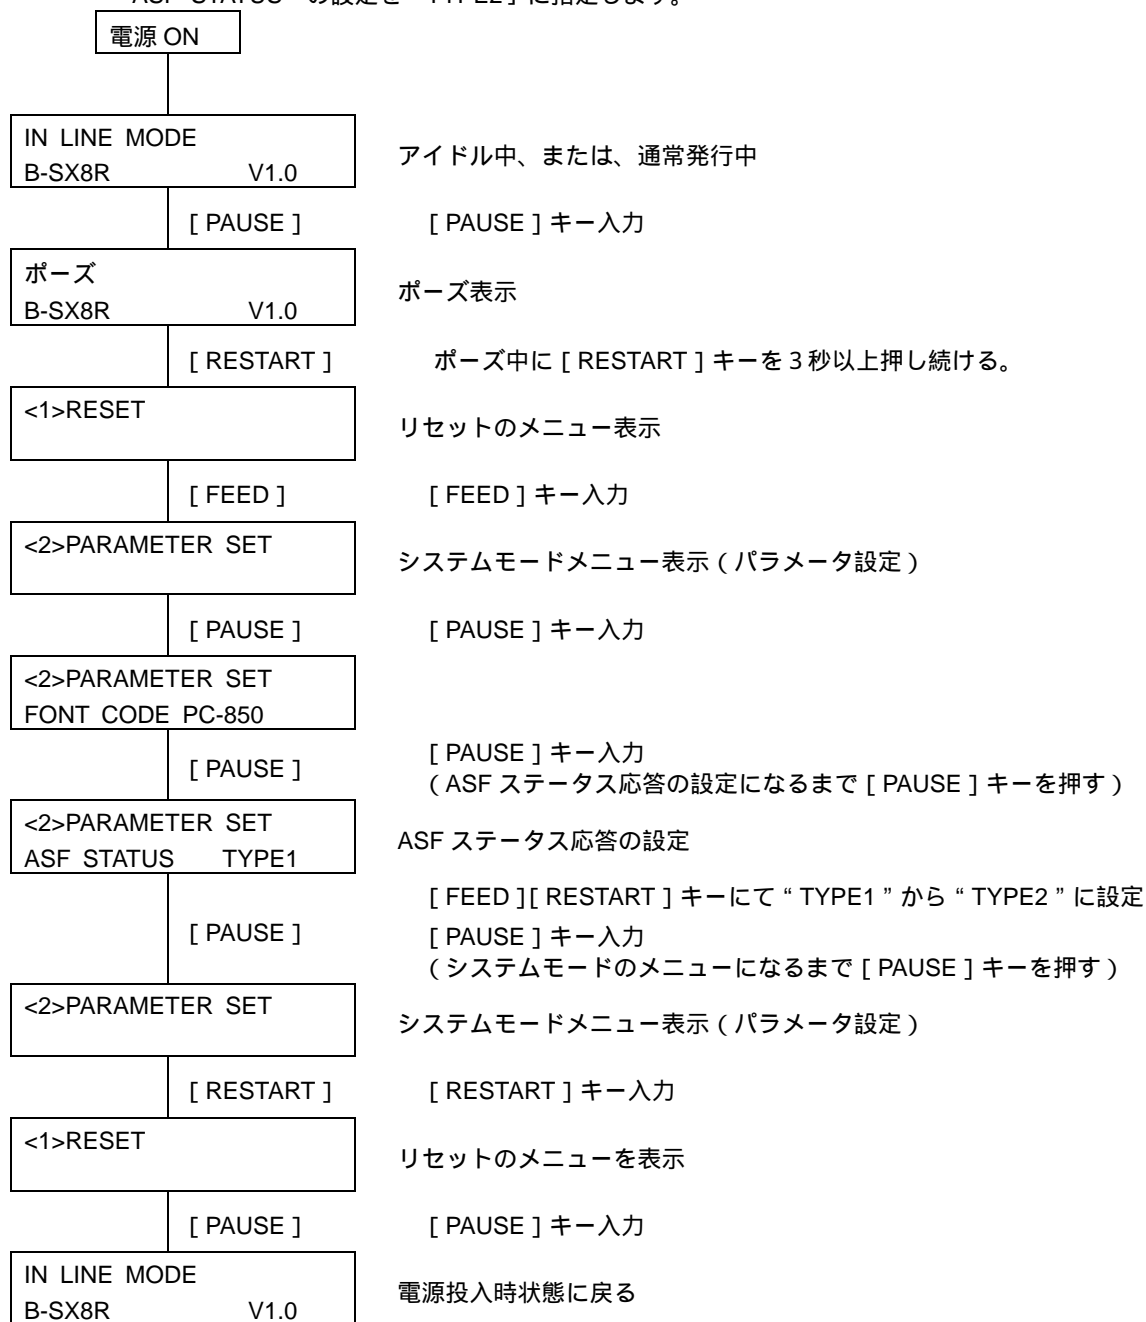 電源 ON
IN LINE MODE
B-SX8R V1.0
アイドル中、または、通常発行中
[ PAUSE ] [ PAUSE ] キー入力
ポーズ
B-SX8R V1.0
ポーズ表示
[ RESTART ] ポーズ中に [ RESTART ] キーを３秒以上押し続ける。
<1>RESET
リセットのメニュー表示
[ FEED ] [ FEED ] キー入力
<2>PARAMETER SET
システムモードメニュー表示 ( パラメータ設定 )
[ PAUSE ] [ PAUSE ] キー入力
<2>PARAMETER SET
FONT CODE PC-850
[ PAUSE ] [ PAUSE ] キー入力
( ASF ステータス応答の設定になるまで [ PAUSE ] キーを押す )
<2>PARAMETER SET
ASF STATUS TYPE1
ASF ステータス応答の設定
[ FEED ][ RESTART ] キーにて “ TYPE1 ” から “ TYPE2 ” に設定
[ PAUSE ] [ PAUSE ] キー入力
( システムモードのメニューになるまで [ PAUSE ] キーを押す )
<2>PARAMETER SET
システムモードメニュー表示 ( パラメータ設定 )
[ RESTART ] [ RESTART ] キー入力
<1>RESET
リセットのメニューを表示
[ PAUSE ] [ PAUSE ] キー入力
IN LINE MODE
B-SX8R V1.0
電源投入時状態に戻る